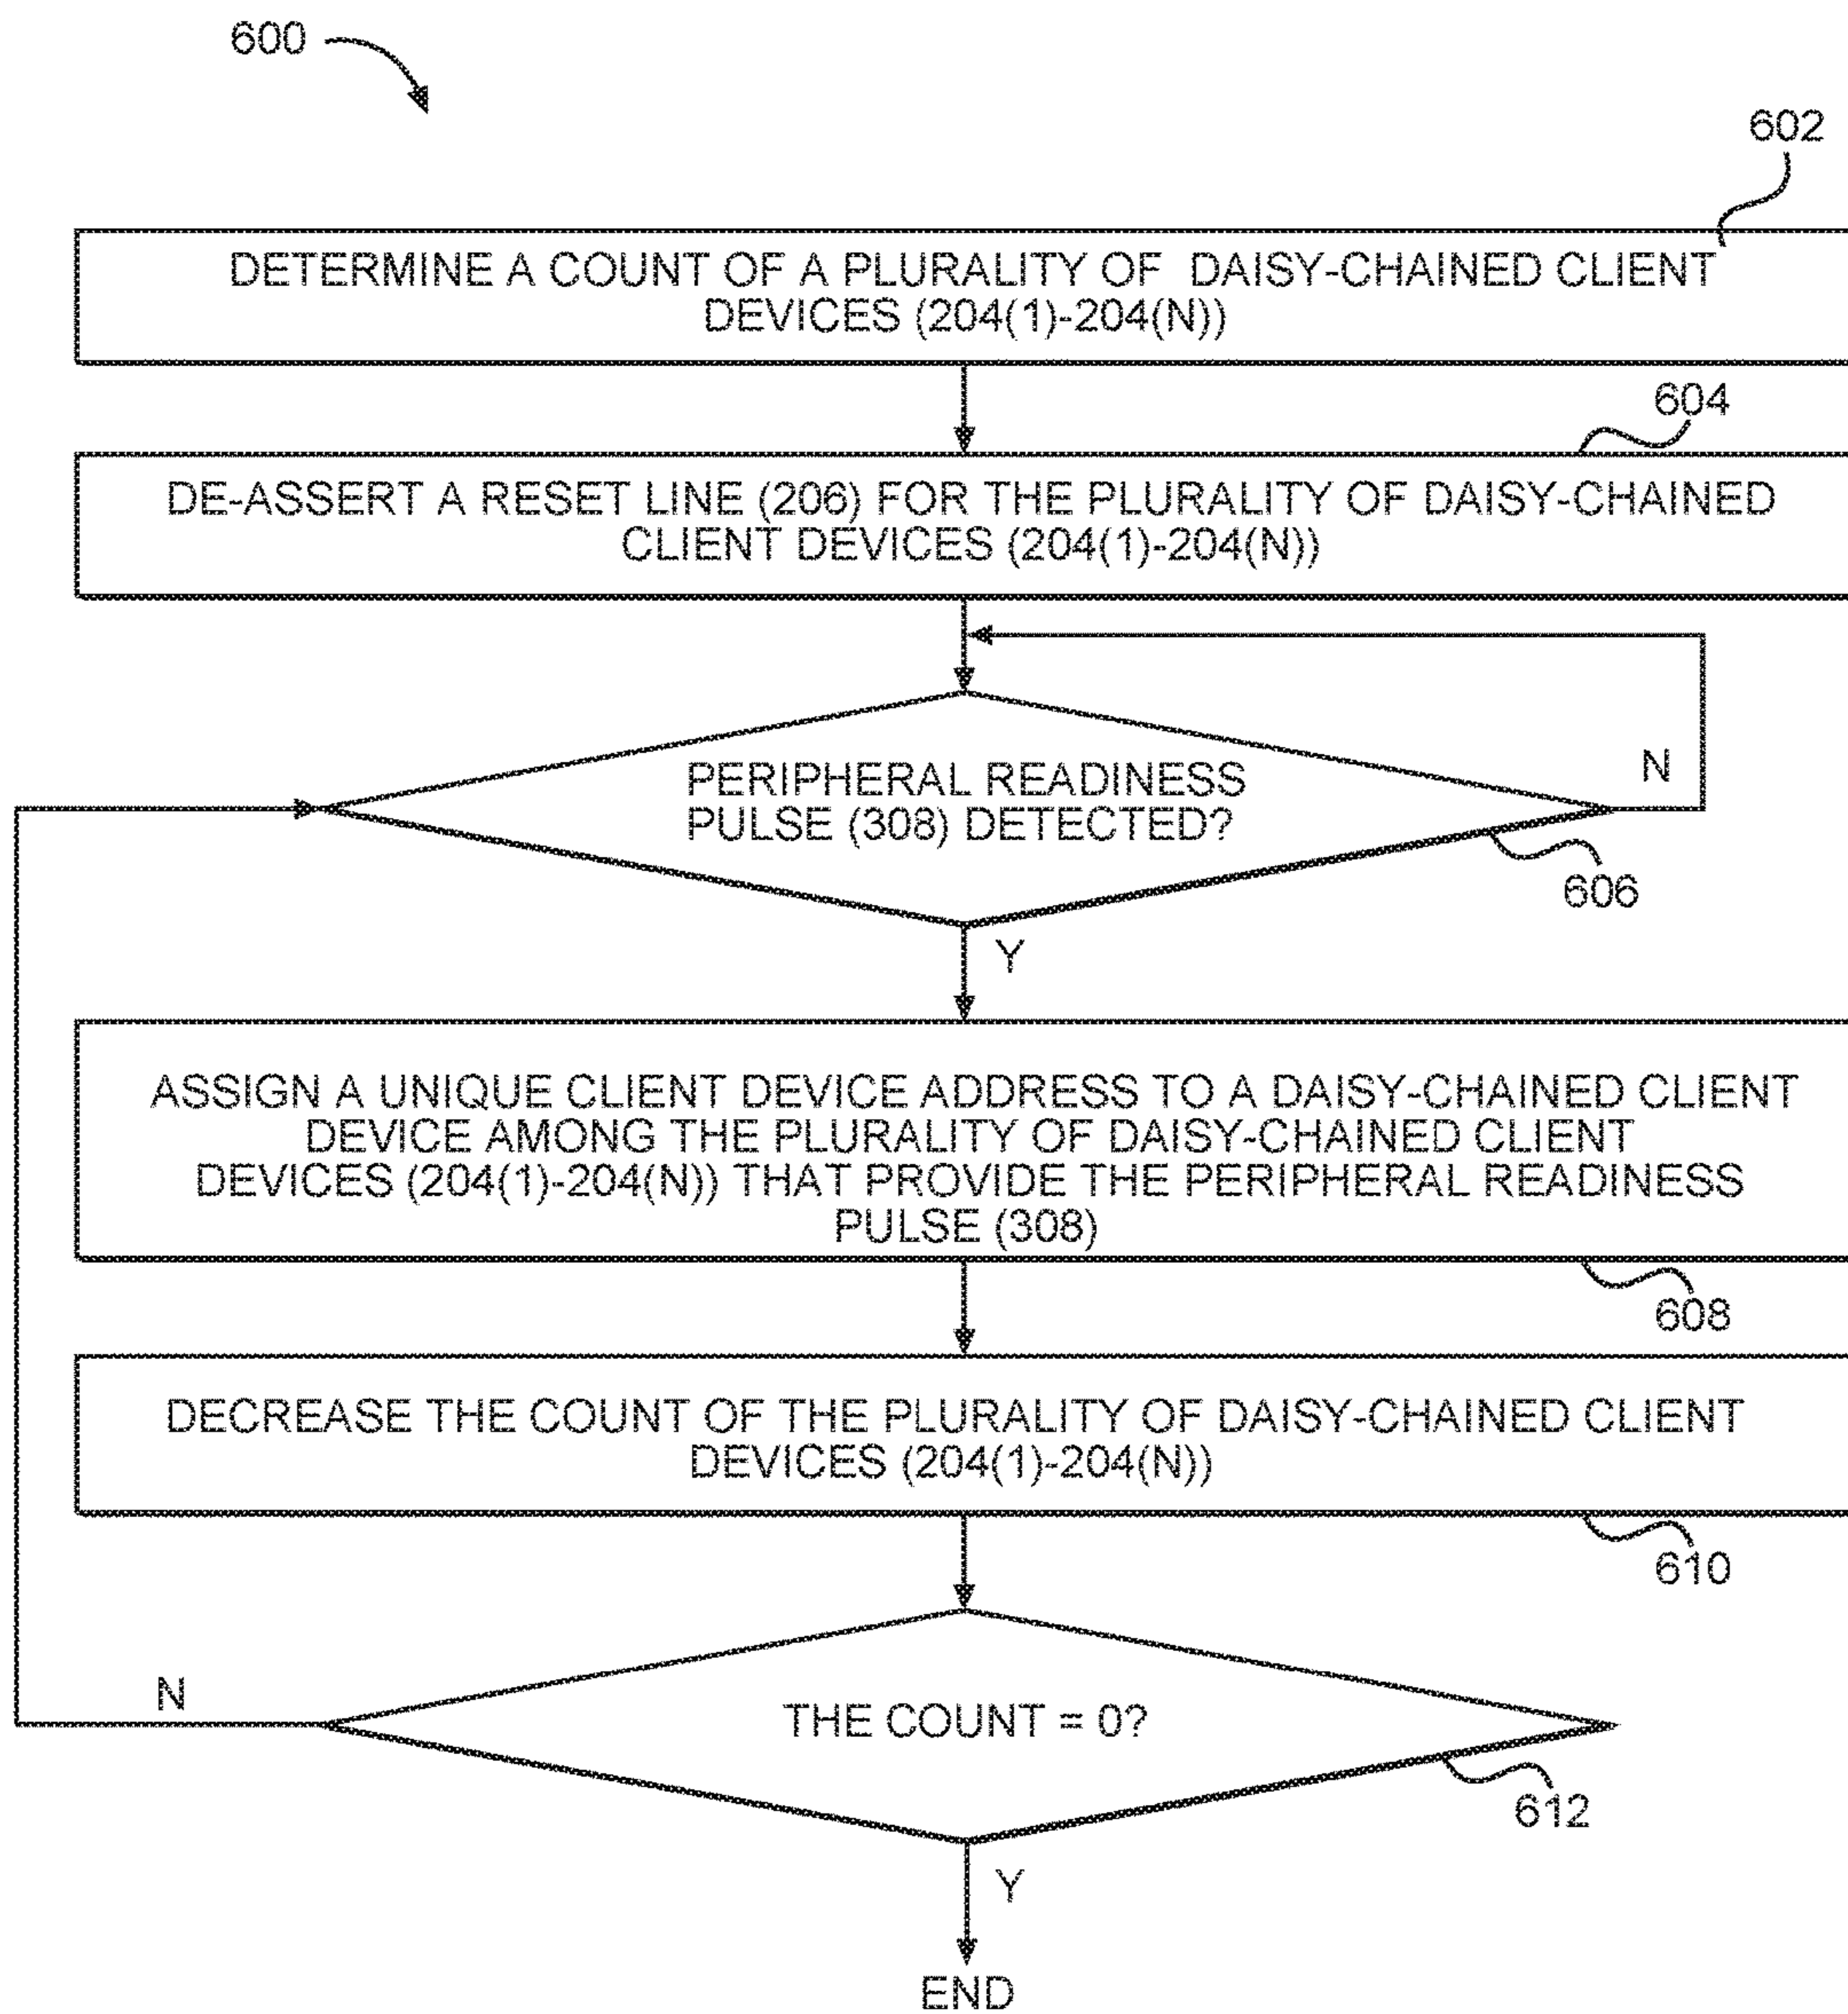 600
602
DETERMINE A COUNT OF A PLURALITY OF DAISY-CHAINED CLIENT
DEVICES (204(1)-204(N))
604
DE-ASSERT A RESET LINE (206) FOR THE PLURALITY OF DAISY-CHAINED
CLIENT DEVICES (204(1)-204(N))
N
PERIPHERAL READINESS
PULSE (308) DETECTED?
606
Y
ASSIGN A UNIQUE CLIENT DEVICE ADDRESS TO A DAISY-CHAINED CLIENT
DEVICE AMONG THE PLURALITY OF DAISY-CHAINED CLIENT
DEVICES (204(1)-204(N)) THAT PROVIDE THE PERIPHERAL READINESS
PULSE (308)
608
DECREASE THE COUNT OF THE PLURALITY OF DAISY-CHAINED CLIENT
DEVICES (204(1)-204(N))
610
N
THE COUNT = 0?
612
Y
END